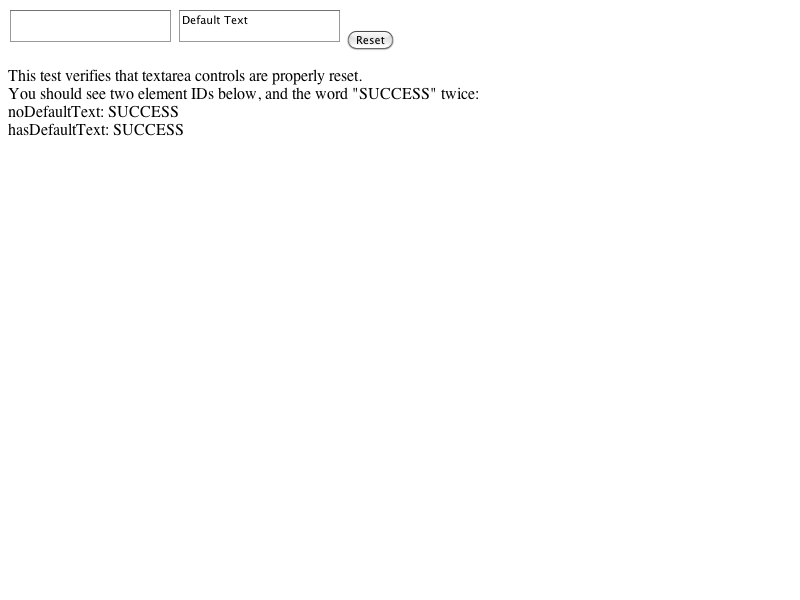 Default Text
Reset
This test verifies that textarea controls are properly reset.
You should see two element IDs below, and the word "SUCCESS" twice:
noDefaultText: SUCCESS
hasDefaultText: SUCCESS